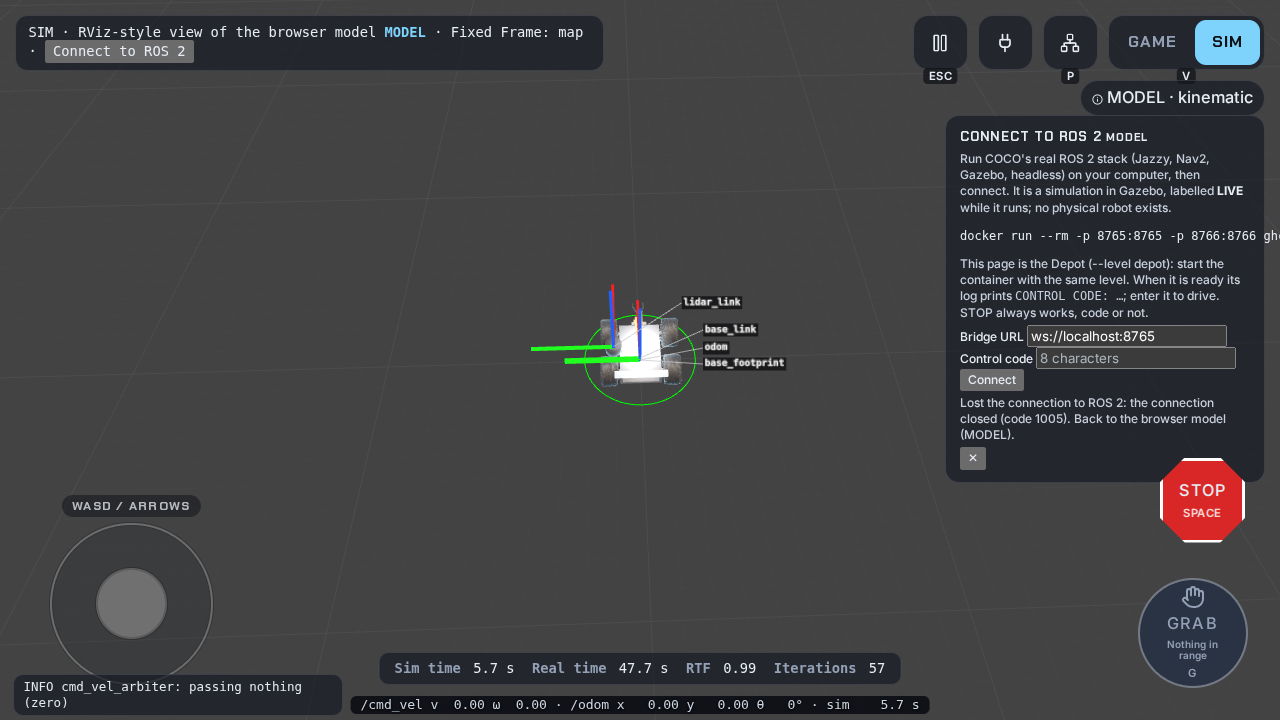 SIM · RViz-style view of the browser model MODEL · Fixed Frame: map
· Connect to ROS 2
ESC
P
GAME
SIM
V
MODEL · kinematic
CONNECT TO ROS 2 MODEL
Run COCO's real ROS 2 stack (Jazzy, Nav2,
Gazebo, headless) on your computer, then
connect. It is a simulation in Gazebo, labelled LIVE
while it runs; no physical robot exists.
docker run --rm -p 8765:8765 -p 8766:8766
This page is the Depot (--level depot): start the
container with the same level. When it is ready its
log prints CONTROL CODE: …; enter it to drive.
STOP always works, code or not.
Bridge URL ws://localhost:8765
Control code 8 characters
Connect
Lost the connection to ROS 2: the connection
closed (code 1005). Back to the browser model
(MODEL).
×
lidar_link
base_link
odom
base_footprint
STOP
SPACE
WASD / ARROWS
GRAB
Nothing in
range
G
Sim time 5.7 s Real time 47.7 s RTF 0.99 Iterations 57
INFO cmd_vel_arbiter: passing nothing
(zero)
/cmd_vel v 0.00 ω 0.00 · /odom x 0.00 y 0.00 θ 0° · sim 5.7 s